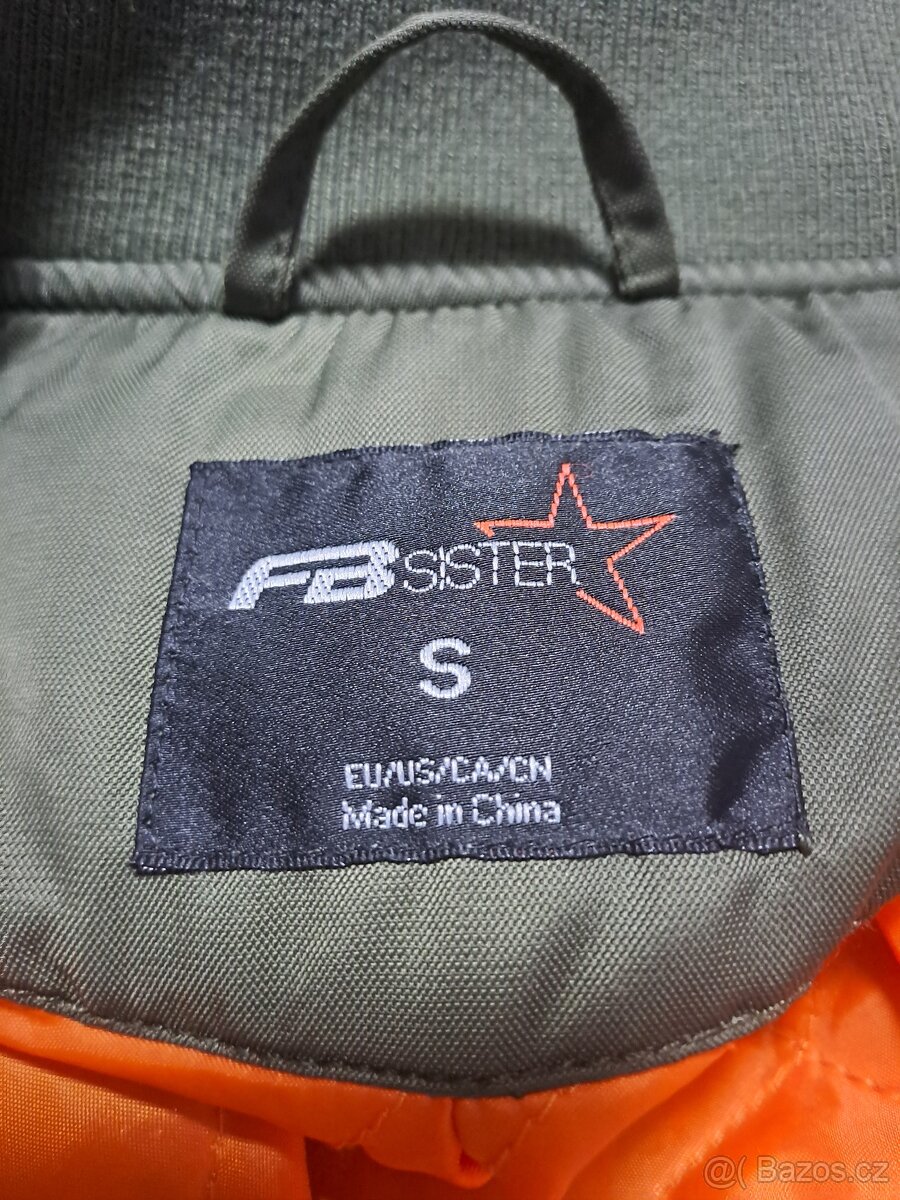 FB SISTER
S
EU/US/CA/CN
Made in China
@( Bazos.cz